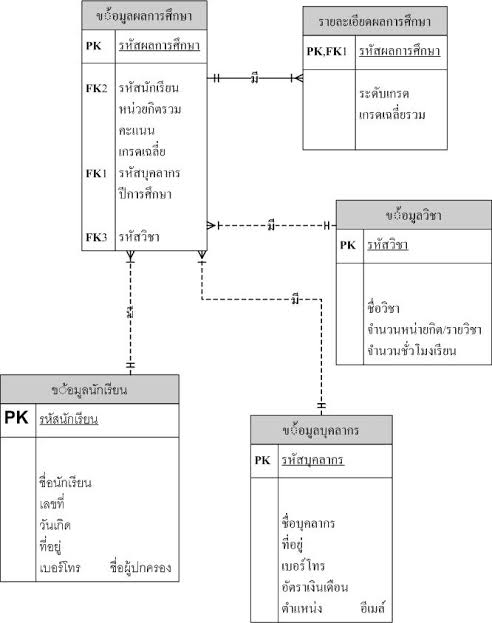 ข้อมูลผลการศึกษา
PK รหัสผลการศึกษา
FK2 รหัสนักเรียน
หน่วยกิตรวม
คะแนน
เกรดเฉลี่ย
FK1 รหัสบุคลากร
ปีการศึกษา
FK3 รหัสวิชา
รายละเอียดผลการศึกษา
PK,FK1 รหัสผลการศึกษา
ระดับเกรด
เกรดเฉลี่ยรวม
มี
มี
ข้อมูลวิชา
PK รหัสวิชา
ชื่อวิชา
จำนวนหน่ายกิต/รายวิชา
จำนวนชั่วโมงเรียน
มี
มี
ข้อมูลนักเรียน
PK รหัสนักเรียน
ชื่อนักเรียน
เลขที่
วันเกิด
ที่อยู่
เบอร์โทร ชื่อผู้ปกครอง
ข้อมูลบุคลากร
PK รหัสบุคลากร
ชื่อบุคลากร
ที่อยู่
เบอร์โทร
อัตราเงินเดือน
ตำแหน่ง อีเมล์